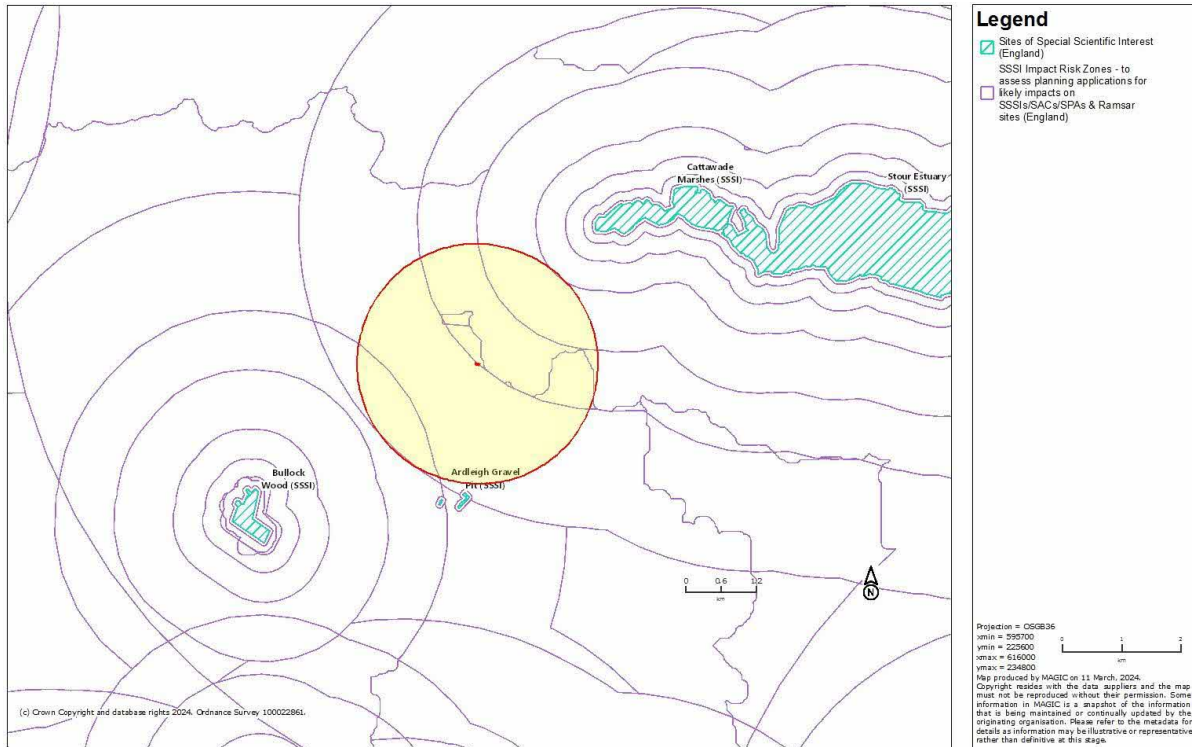 Cattawade
Marshes (SSSI)
Stour Estuary
(SSSI)
Ardleigh Gravel
Pit (SSSI)
Bullock
Wood (SSSI)
0 0.6 1.2
km
N
(c) Crown Copyright and database rights 2024. Ordnance Survey 100022861.
Legend
Sites of Special Scientific Interest
(England)
SSSI Impact Risk Zones - to
assess planning applications for
likely impacts on
SSSIs/SACs/SPAs & Ramsar
sites (England)
Projection = OSGB36
xmin = 595700
ymin = 225600
xmax = 616000
ymax = 234800
0 1 2
km
Map produced by MAGIC on 11 March, 2024.
Copyright resides with the data suppliers and the map
must not be reproduced without their permission. Some
information in MAGIC is a snapshot of the information
that is being maintained or continually updated by the
originating organisation. Please refer to the metadata for
details as information may be illustrative or representative
rather than definitive at this stage.